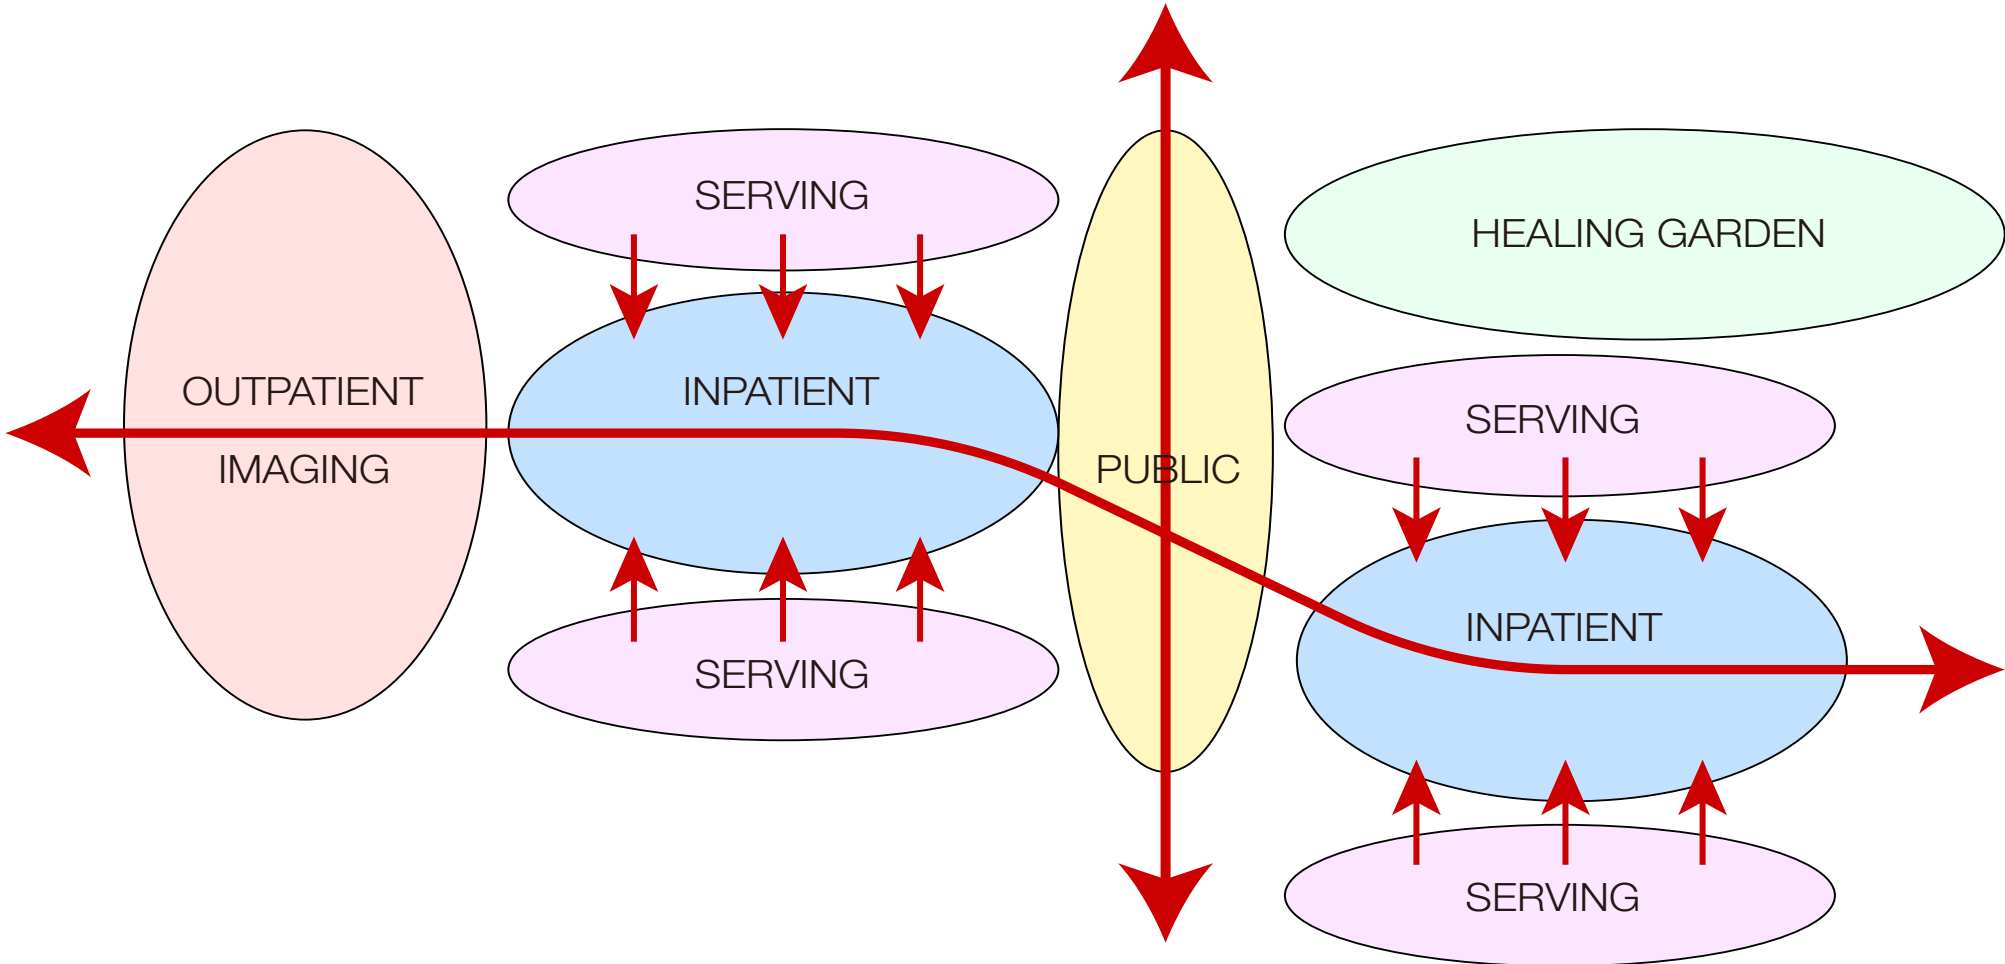 SERVING
HEALING GARDEN
OUTPATIENT
IMAGING
INPATIENT
PUBLIC
SERVING
SERVING
INPATIENT
SERVING